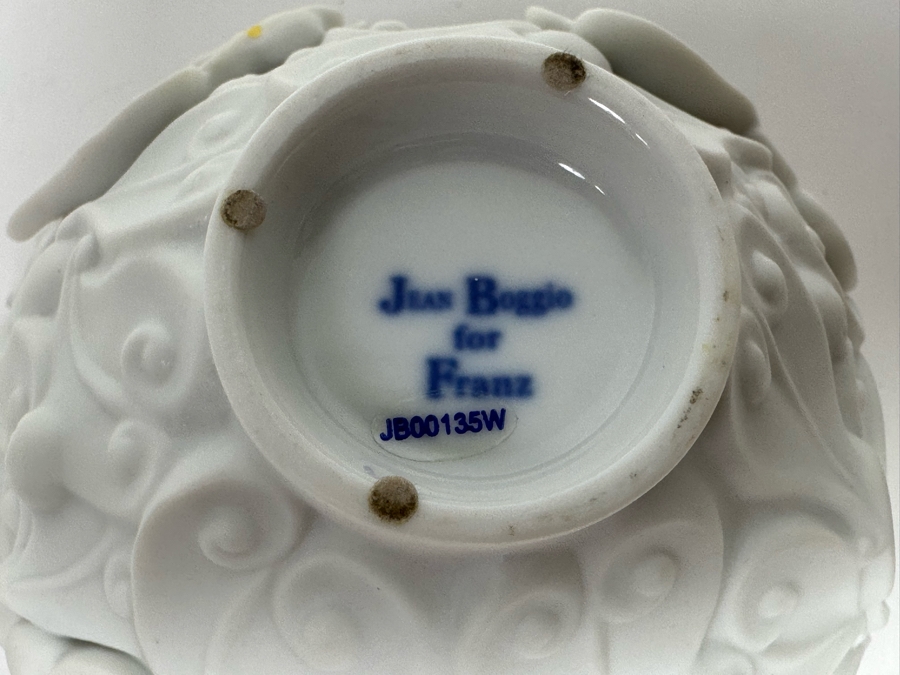 Jean Boggio
for
Franz
JB00135W